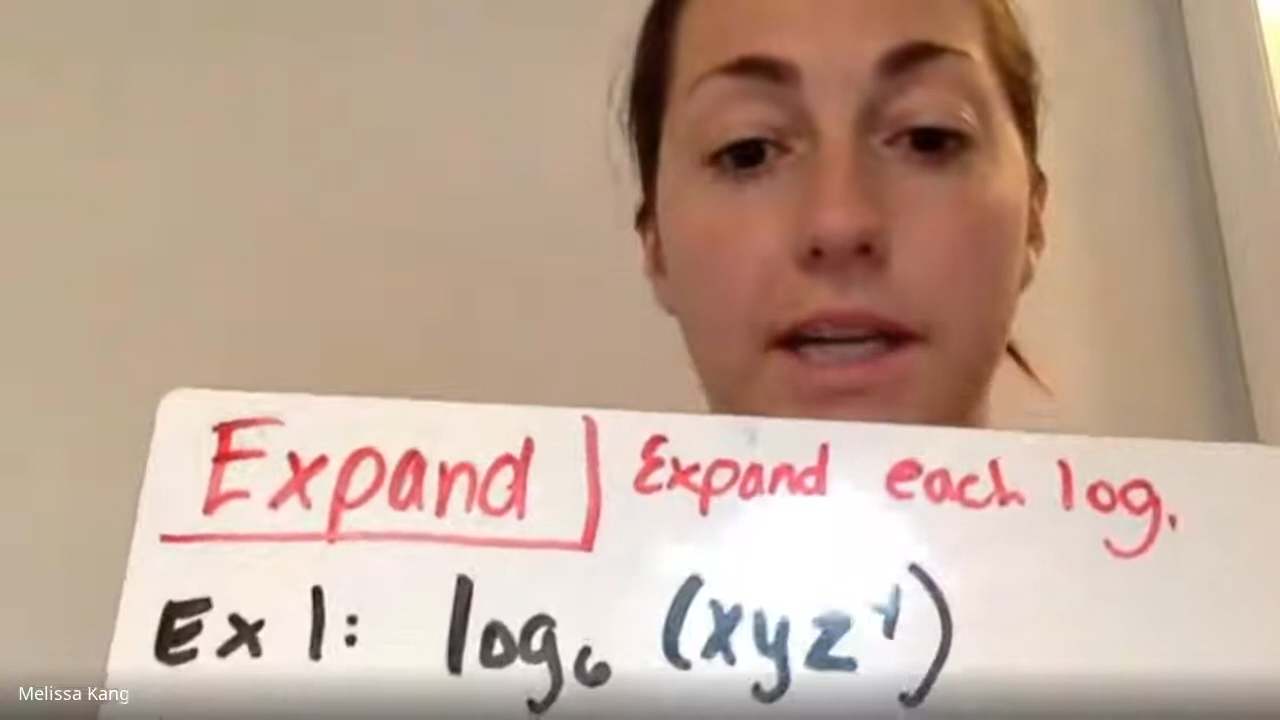 Expand Expand each log.
Ex 1: log₆ (xyz⁴)
Melissa Kang